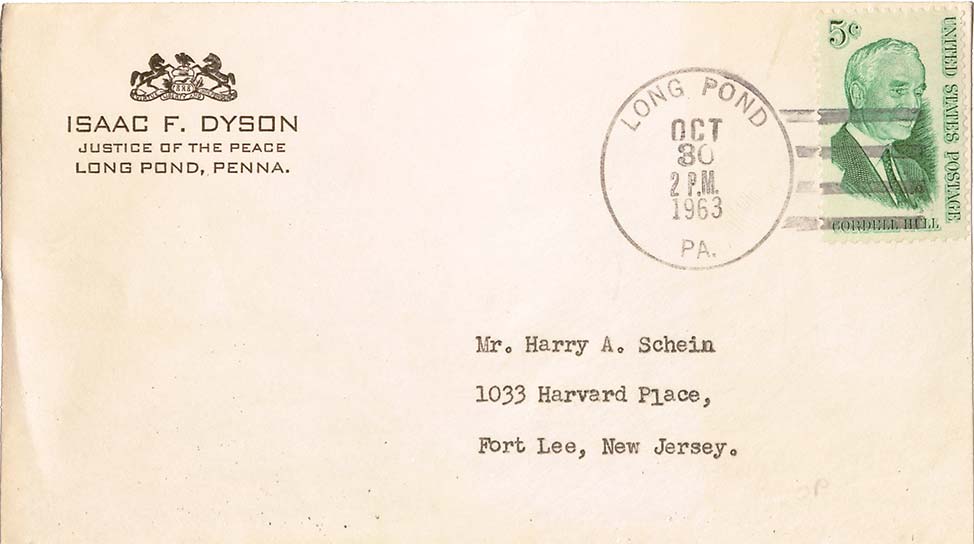 ISAAC F. DYSON
JUSTICE OF THE PEACE
LONG POND, PENNA.
LONG POND
OCT
30
2 P.M.
1963
PA.
5¢
UNITED STATES POSTAGE
CORDELL HULL
Mr. Harry A. Schein
1033 Harvard Place,
Fort Lee, New Jersey.